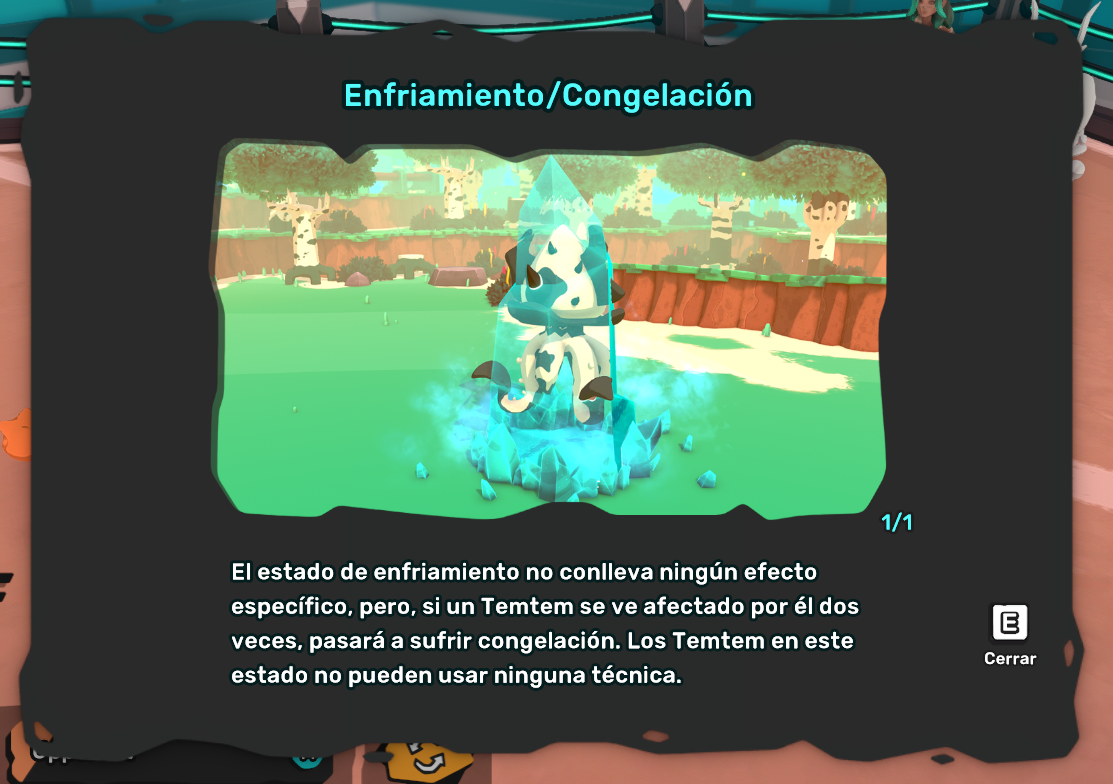 Enfriamiento/Congelación
1/1
El estado de enfriamiento no conlleva ningún efecto
específico, pero, si un Temtem se ve afectado por él dos
veces, pasará a sufrir congelación. Los Temtem en este
estado no pueden usar ninguna técnica.
E
Cerrar